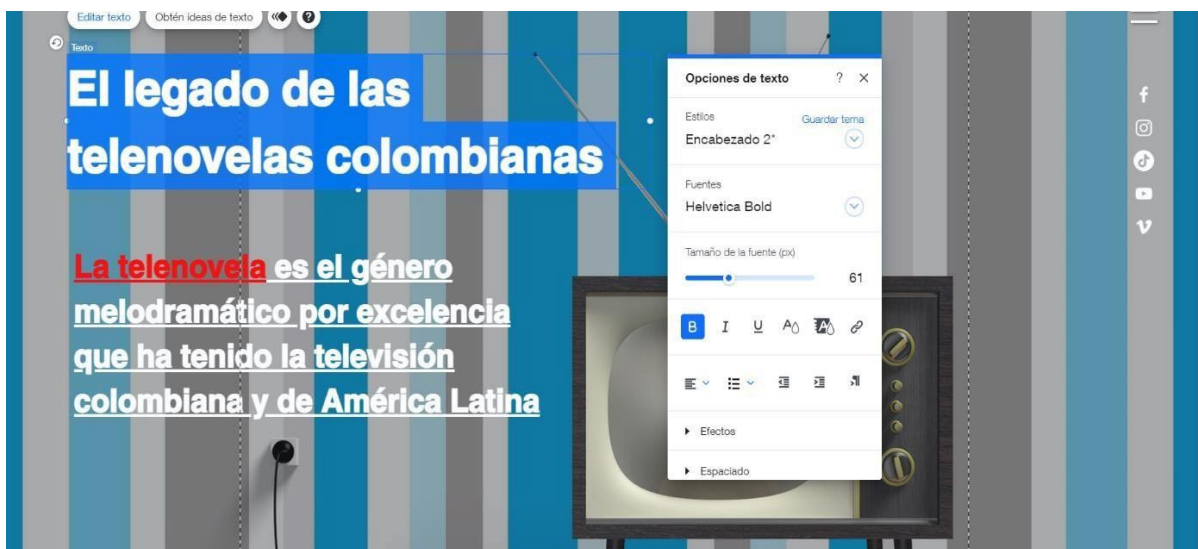 Editar texto
Obtén ideas de texto
?
Texto
El legado de las
telenovelas colombianas
La telenovela es el género
melodramático por excelencia
que ha tenido la televisión
colombiana y de América Latina
Opciones de texto ? ×
Estilos Guardar tema
Encabezado 2*
Fuentes
Helvetica Bold
Tamaño de la fuente (px)
61
B I U A A
Efectos
Espaciado